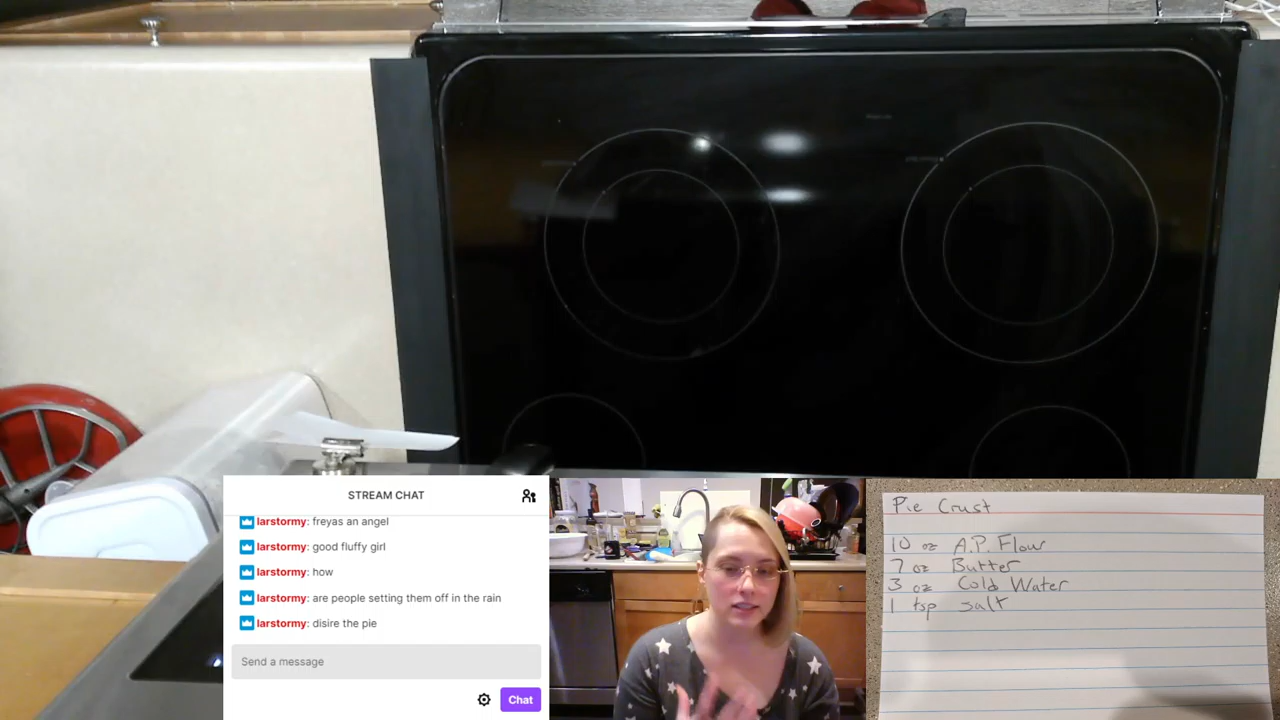 STREAM CHAT
larstormy: freyas an angel
larstormy: good fluffy girl
larstormy: how
larstormy: are people setting them off in the rain
larstormy: disire the pie
Send a message
Chat
Pie Crust
10 oz A.P. Flour
7 oz Butter
3 oz Cold Water
1 tsp salt